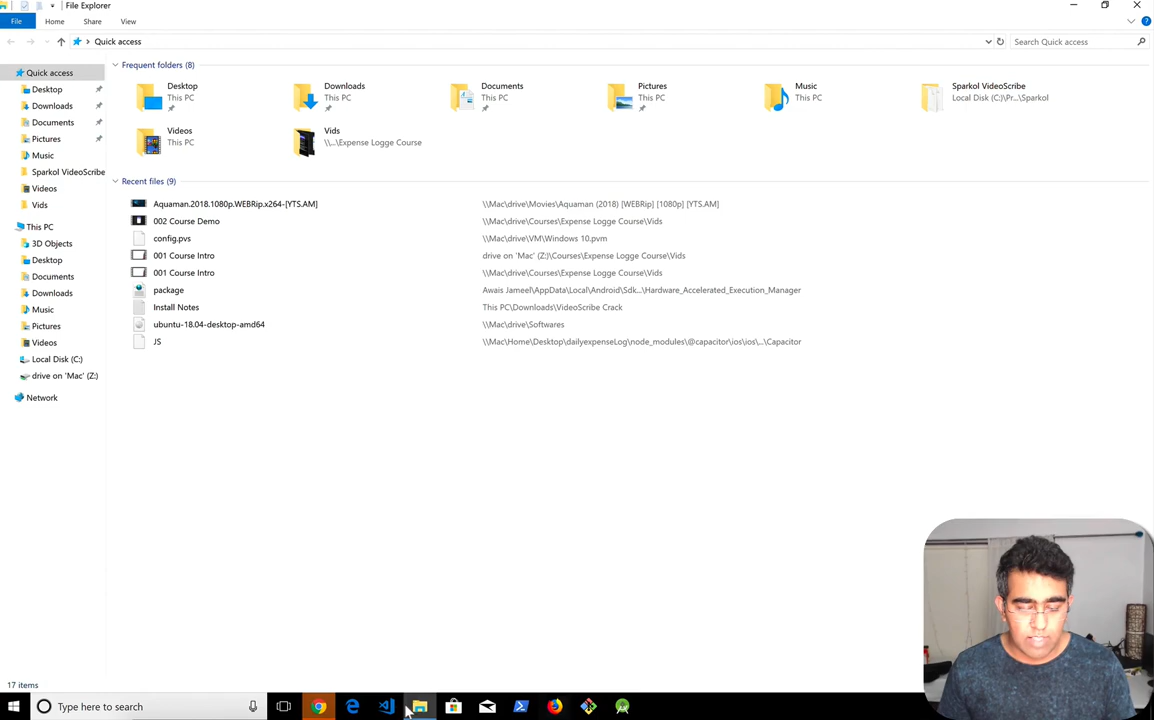 File Explorer
File Home Share View
Quick access Search Quick access
Quick access
Desktop
Downloads
Documents
Pictures
Music
Sparkol VideoScribe
Videos
Vids
This PC
3D Objects
Desktop
Documents
Downloads
Music
Pictures
Videos
Local Disk (C:)
drive on 'Mac' (Z:)
Network
Frequent folders (8)
Desktop
This PC
Downloads
This PC
Documents
This PC
Pictures
This PC
Music
This PC
Sparkol VideoScribe
Local Disk (C:)\Pr...\Sparkol
Videos
This PC
Vids
\\...\Expense Logge Course
Recent files (9)
Aquaman.2018.1080p.WEBRip.x264-[YTS.AM] \\Mac\drive\Movies\Aquaman (2018) [WEBRip] [1080p] [YTS.AM]
002 Course Demo \\Mac\drive\Courses\Expense Logge Course\Vids
config.pvs \\Mac\drive\VM\Windows 10.pvm
001 Course Intro drive on 'Mac' (Z:)\Courses\Expense Logge Course\Vids
001 Course Intro \\Mac\drive\Courses\Expense Logge Course\Vids
package Awais Jameel\AppData\Local\Android\Sdk...\Hardware_Accelerated_Execution_Manager
Install Notes This PC\Downloads\VideoScribe Crack
ubuntu-18.04-desktop-amd64 \\Mac\drive\Softwares
JS \\Mac\Home\Desktop\dailyexpenseLog\node_modules\@capacitor\ios\ios\...\Capacitor
17 items
Type here to search